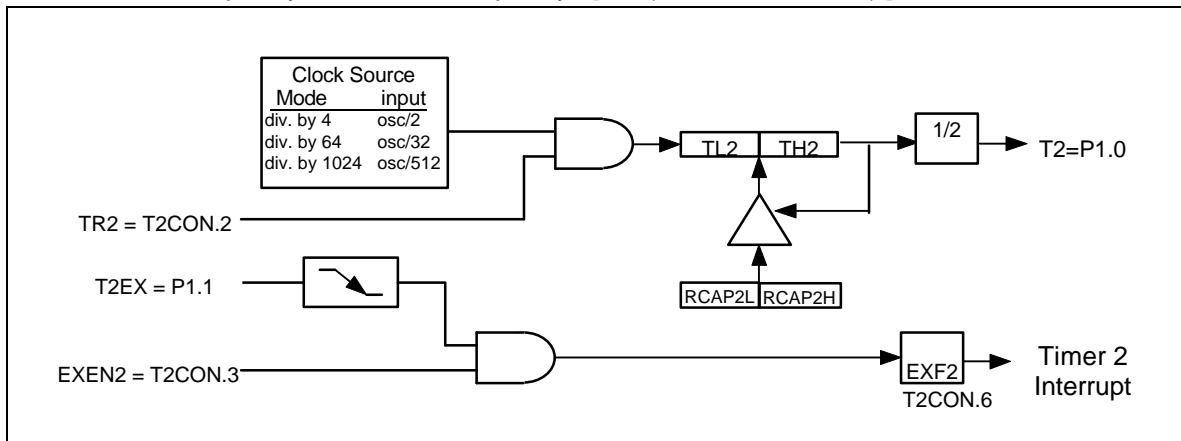 Clock Source
Mode input
div. by 4 osc/2
div. by 64 osc/32
div. by 1024 osc/512
TL2 TH2
1/2
T2=P1.0
TR2 = T2CON.2
T2EX = P1.1
RCAP2L RCAP2H
EXEN2 = T2CON.3
EXF2
T2CON.6
Timer 2
Interrupt